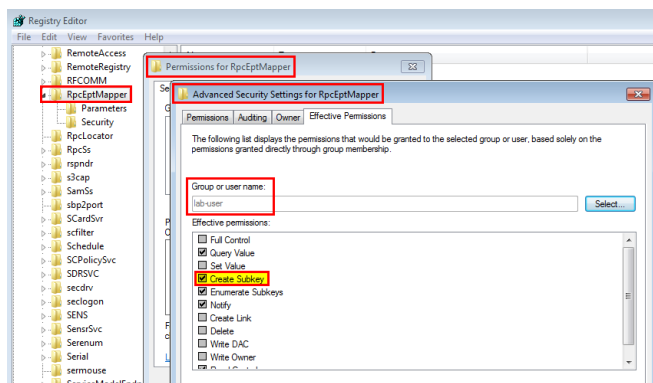 Registry Editor
File Edit View Favorites Help
RemoteAccess
RemoteRegistry
RFCOMM
RpcEptMapper
Parameters
Security
RpcLocator
RpcSs
rspndr
s3cap
SamSs
sbp2port
SCardSvr
scfilter
Schedule
SCPolicySvc
SDRSVC
secdrv
seclogon
SENS
SensrSvc
Serenum
Serial
sermouse
Permissions for RpcEptMapper
Advanced Security Settings for RpcEptMapper
Permissions Auditing Owner Effective Permissions
The following list displays the permissions that would be granted to the selected group or user, based solely on the
permissions granted directly through group membership.
Group or user name:
lab-user
Select...
Effective permissions:
Full Control
Query Value
Set Value
Create Subkey
Enumerate Subkeys
Notify
Create Link
Delete
Write DAC
Write Owner